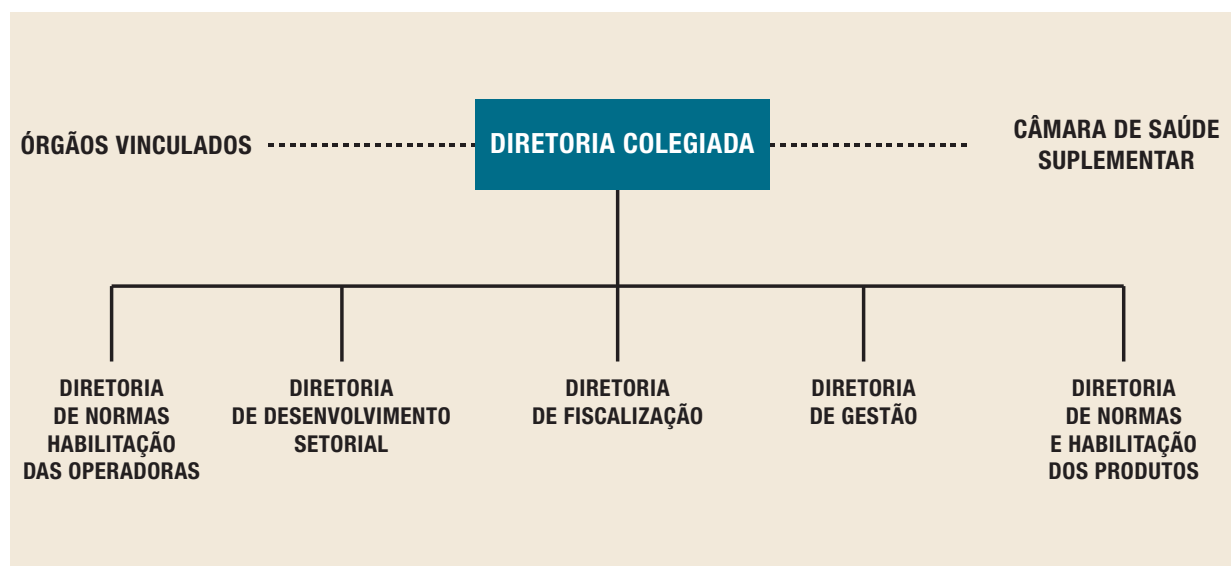 ÓRGÃOS VINCULADOS
DIRETORIA COLEGIADA
CÂMARA DE SAÚDE
SUPLEMENTAR
DIRETORIA
DE NORMAS
HABILITAÇÃO
DAS OPERADORAS
DIRETORIA
DE DESENVOLVIMENTO
SETORIAL
DIRETORIA
DE FISCALIZAÇÃO
DIRETORIA
DE GESTÃO
DIRETORIA
DE NORMAS
E HABILITAÇÃO
DOS PRODUTOS